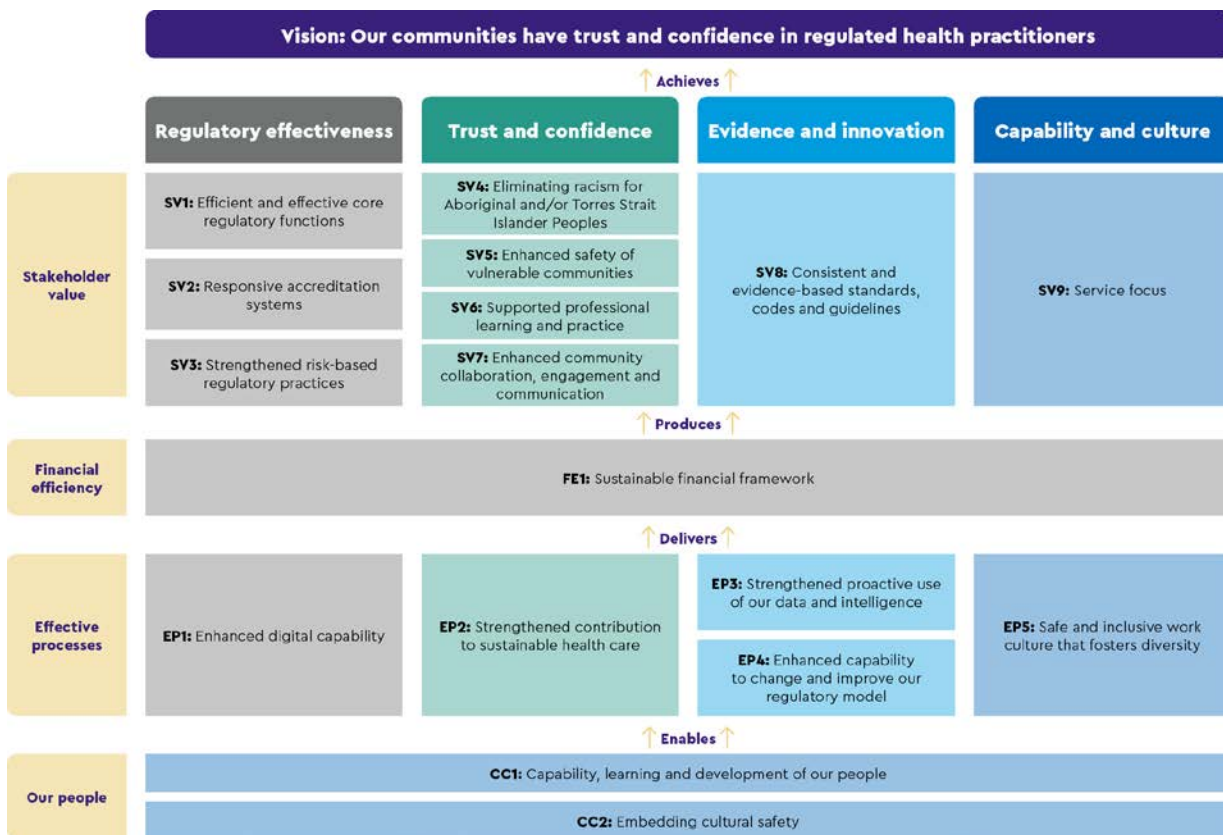 Vision: Our communities have trust and confidence in regulated health practitioners
↑ Achieves ↑
Regulatory effectiveness
Trust and confidence
Evidence and innovation
Capability and culture
Stakeholder
value
SV1: Efficient and effective core
regulatory functions
SV2: Responsive accreditation
systems
SV3: Strengthened risk-based
regulatory practices
SV4: Eliminating racism for
Aboriginal and/or Torres Strait
Islander Peoples
SV5: Enhanced safety of
vulnerable communities
SV6: Supported professional
learning and practice
SV7: Enhanced community
collaboration, engagement and
communication
SV8: Consistent and
evidence-based standards,
codes and guidelines
SV9: Service focus
↑ Produces ↑
Financial
efficiency
FE1: Sustainable financial framework
↑ Delivers ↑
Effective
processes
EP1: Enhanced digital capability
EP2: Strengthened contribution
to sustainable health care
EP3: Strengthened proactive use
of our data and intelligence
EP4: Enhanced capability
to change and improve our
regulatory model
EP5: Safe and inclusive work
culture that fosters diversity
↑ Enables ↑
Our people
CC1: Capability, learning and development of our people
CC2: Embedding cultural safety